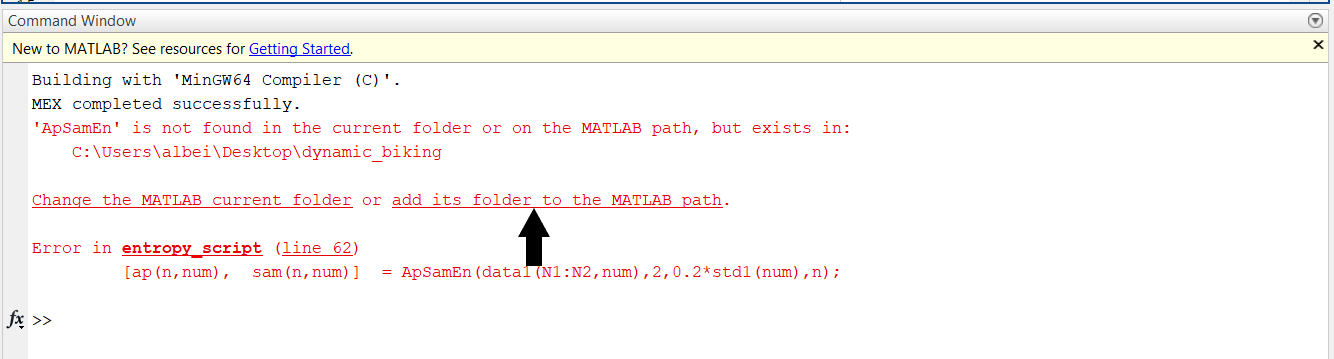 Command Window
New to MATLAB? See resources for Getting Started.
Building with 'MinGW64 Compiler (C)'.
MEX completed successfully.
'ApSamEn' is not found in the current folder or on the MATLAB path, but exists in:
C:\Users\albei\Desktop\dynamic_biking
Change the MATLAB current folder or add its folder to the MATLAB path.
Error in entropy_script (line 62)
[ap(n,num), sam(n,num)] = ApSamEn(data1(N1:N2,num),2,0.2*std1(num),n);
fx >>